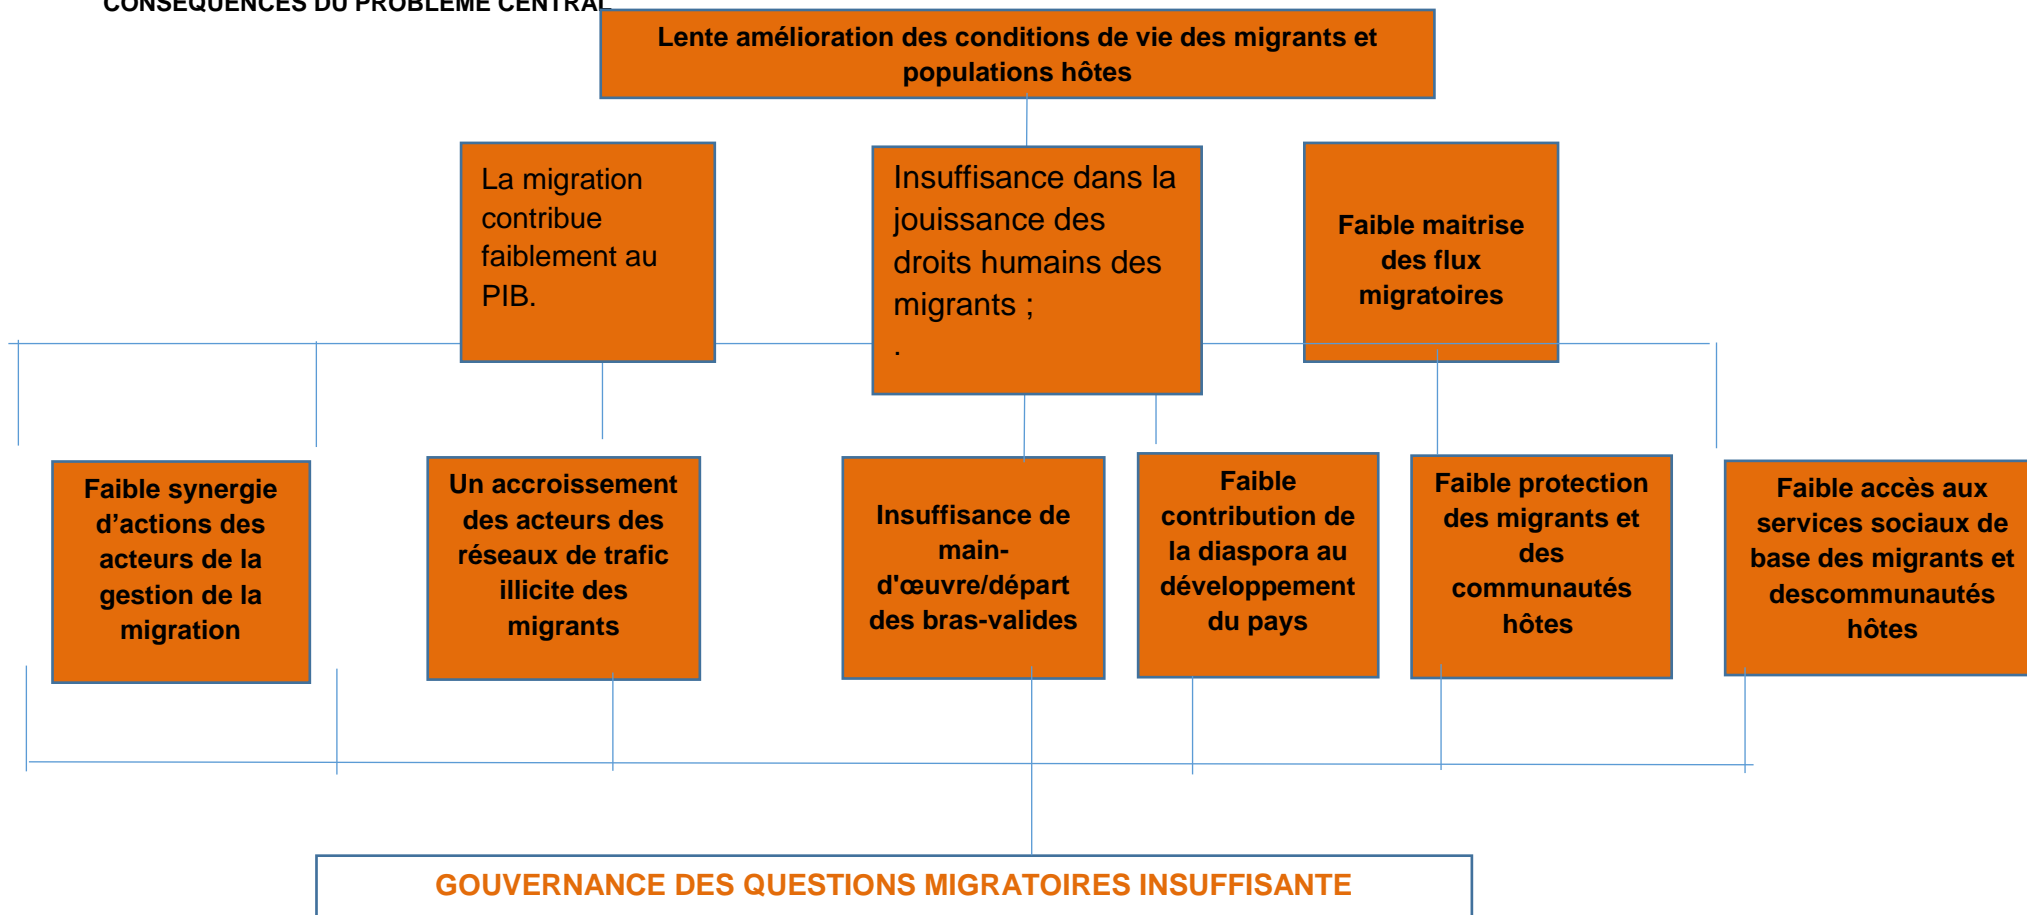 CONSEQUENCES DU PROBLEME CENTRAL
Lente amélioration des conditions de vie des migrants et
populations hôtes
La migration
contribue
faiblement au
PIB.
Insuffisance dans la
jouissance des
droits humains des
migrants ;
.
Faible maitrise
des flux
migratoires
Faible synergie
d’actions des
acteurs de la
gestion de la
migration
Un accroissement
des acteurs des
réseaux de trafic
illicite des
migrants
Insuffisance de
main-
d'œuvre/départ
des bras-valides
Faible
contribution de
la diaspora au
développement
du pays
Faible protection
des migrants et
des
communautés
hôtes
Faible accès aux
services sociaux de
base des migrants et
descommunautés
hôtes
GOUVERNANCE DES QUESTIONS MIGRATOIRES INSUFFISANTE